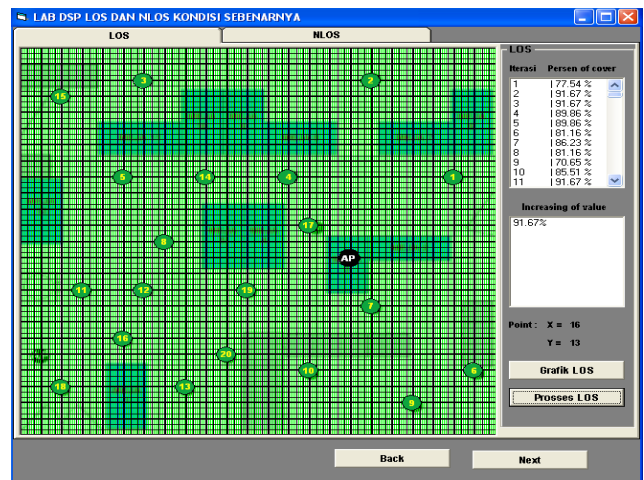 LAB DSP LOS DAN NLOS KONDISI SEBENARNYA
LOS
NLOS
3
2
15
5
14
4
1
17
8
AP
11
12
19
7
16
20
10
6
18
13
9
LOS
Iterasi Persen of cover
1 | 77.54 %
2 | 91.67 %
3 | 91.67 %
4 | 89.86 %
5 | 89.86 %
6 | 81.16 %
7 | 86.23 %
8 | 81.16 %
9 | 70.65 %
10 | 85.51 %
11 | 91.67 %
Increasing of value
91.67%
Point : X = 16
Y = 13
Grafik LOS
Prosses LOS
Back
Next